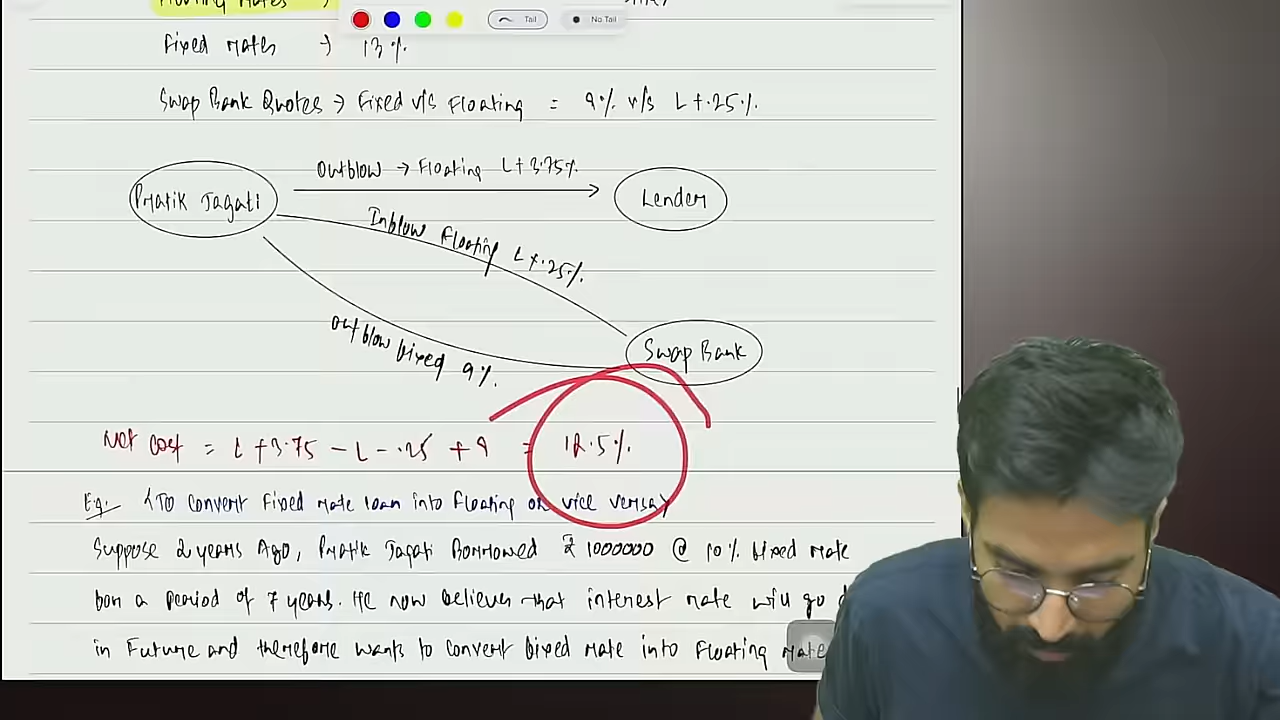 Floating Rates →
Tail
No Tail
Fixed Rates → 13%
Swap Bank Quotes → Fixed v/s Floating = 9% v/s L+.25%
Outflow → Floating L+3.75%
Pratik Jagati
Lender
Inflow Floating L+.25%
Outflow fixed 9%
Swap Bank
Net Cost = L+3.75 -L -.25 +9 = 12.5%
Eg. <To Convert Fixed rate loan into Floating or vice versa>
Suppose 2 years Ago, Pratik Jagati Borrowed ₹ 1000000 @ 10% fixed rate
for a period of 7 years. He now believes that interest rate will go
in Future and therefore wants to convert fixed rate into Floating rate